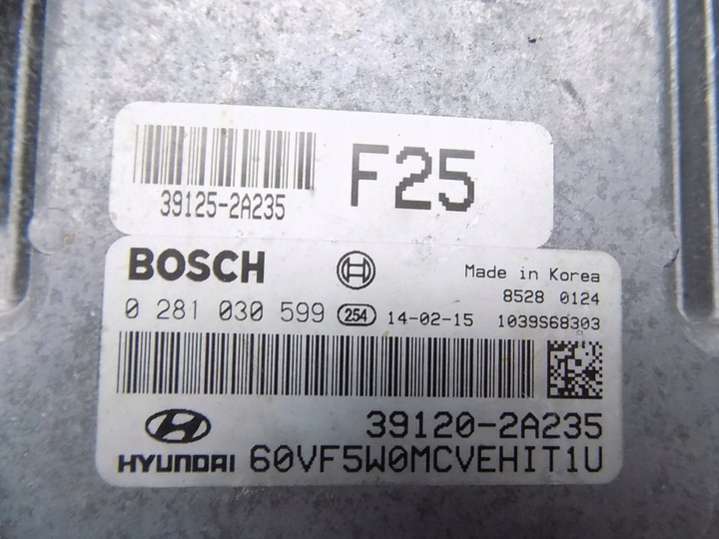 F25
39125-2A235
BOSCH
Made in Korea
8528 0124
0 281 030 599 254 14-02-15 1039S68303
39120-2A235
HYUNDAI 60VF5W0MCVEHIT1U